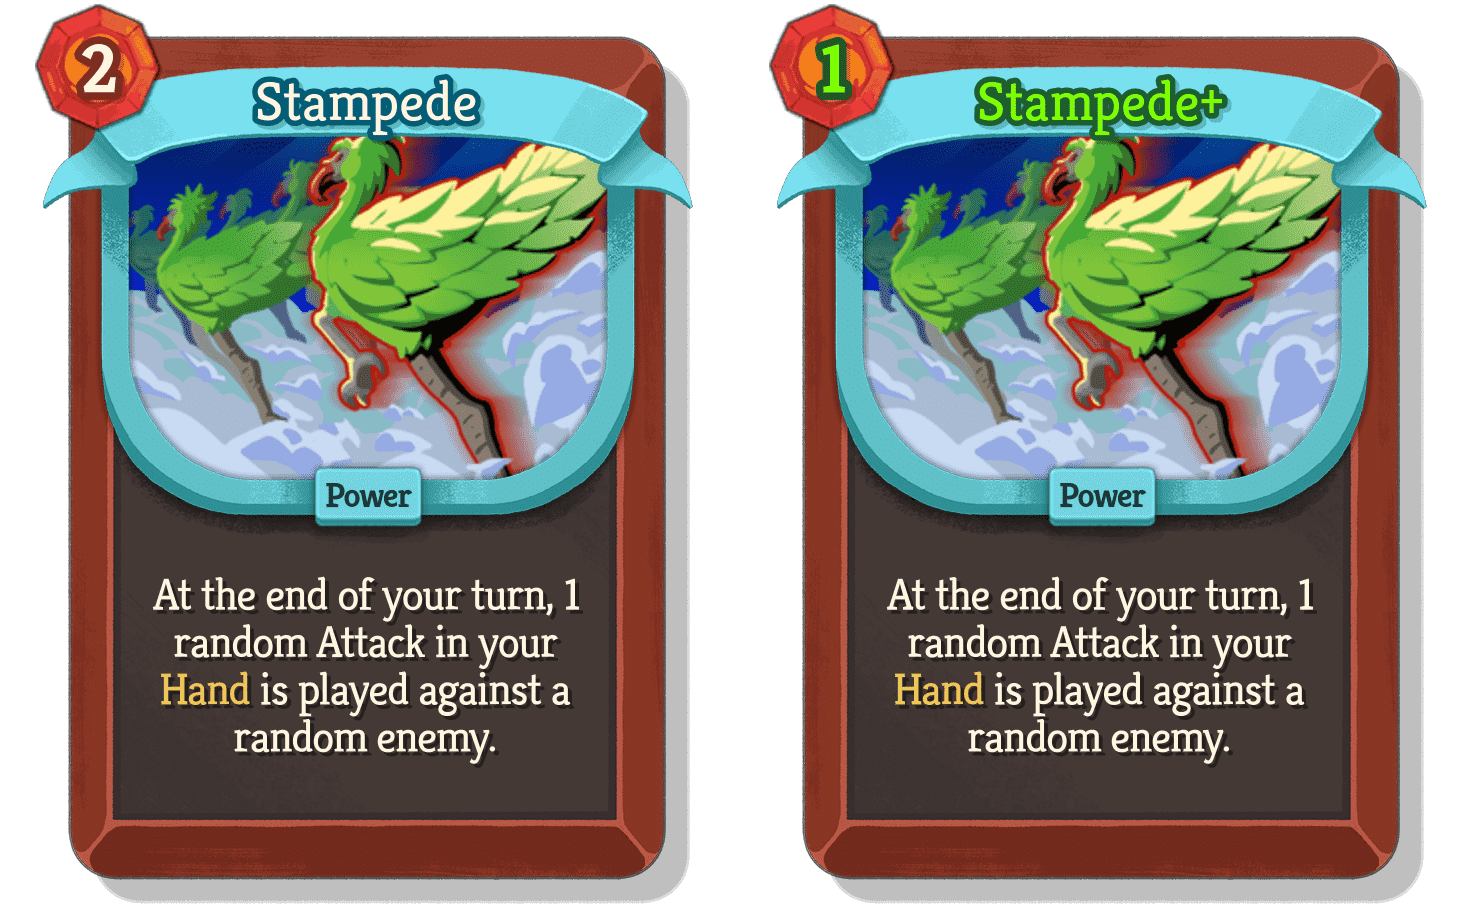 2
Stampede
Power
At the end of your turn, 1
random Attack in your
Hand is played against a
random enemy.
1
Stampede+
Power
At the end of your turn, 1
random Attack in your
Hand is played against a
random enemy.